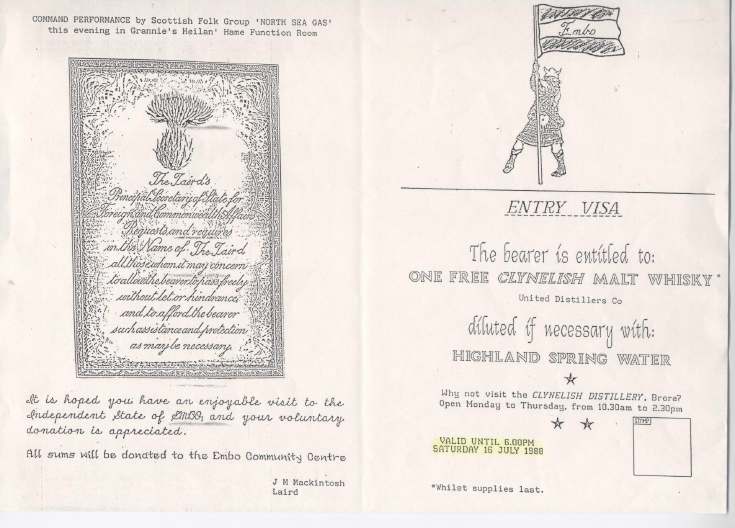 COMMAND PERFORMANCE by Scottish Folk Group 'NORTH SEA GAS'
this evening in Grannie's Heilan' Hame Function Room
The Laird's
Principal Secretary of State for
Foreign and Commonwealth Affairs
Requests and requires
in the Name of The Laird
all those whom it may concern
to allow the bearer to pass freely
without let or hindrance,
and to afford the bearer
such assistance and protection
as may be necessary.
It is hoped you have an enjoyable visit to the
Independent State of EMBO, and your voluntary
donation is appreciated.
All sums will be donated to the Embo Community Centre
J M Mackintosh
Laird
Embo
ENTRY VISA
The bearer is entitled to:
ONE FREE CLYNELISH MALT WHISKY*
United Distillers Co
diluted if necessary with:
HIGHLAND SPRING WATER
Why not visit the CLYNELISH DISTILLERY, Brora?
Open Monday to Thursday, from 10.30am to 2.30pm
VALID UNTIL 6.00PM
SATURDAY 16 JULY 1988
STAMP
*Whilst supplies last.